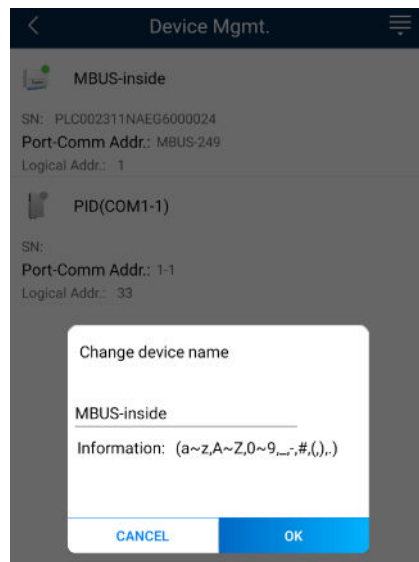 Device Mgmt.
MBUS-inside
SN: PLC002311NAEG6000024
Port-Comm Addr.: MBUS-249
Logical Addr.: 1
PID(COM1-1)
SN:
Port-Comm Addr.: 1-1
Logical Addr.: 33
Change device name
MBUS-inside
Information: (a~z,A~Z,0~9,_,-,#,(,),.)
CANCEL OK